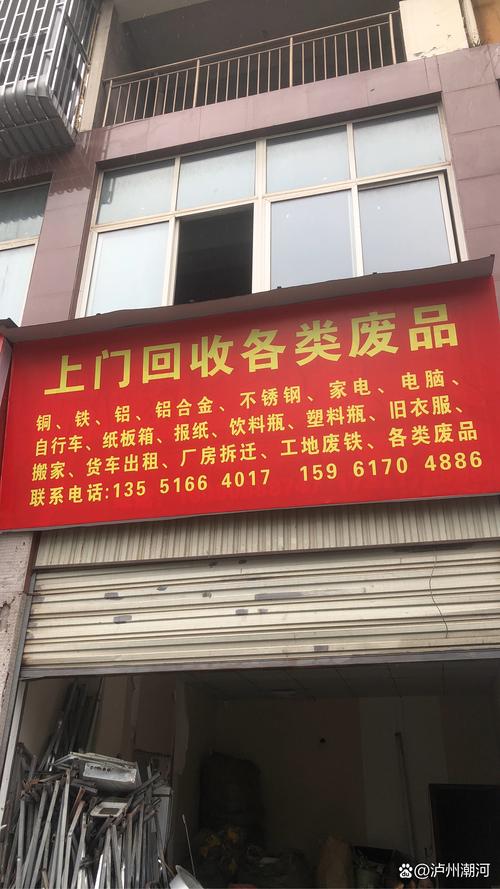 上门回收各类废品
铜、铁、铝、铝合金、不锈钢、家电、电脑、
自行车、纸板箱、报纸、饮料瓶、塑料瓶、旧衣服、
搬家、货车出租、厂房拆迁、工地废铁、各类废品
联系电话:135 5166 4017 159 6170 4886
泸州潮河